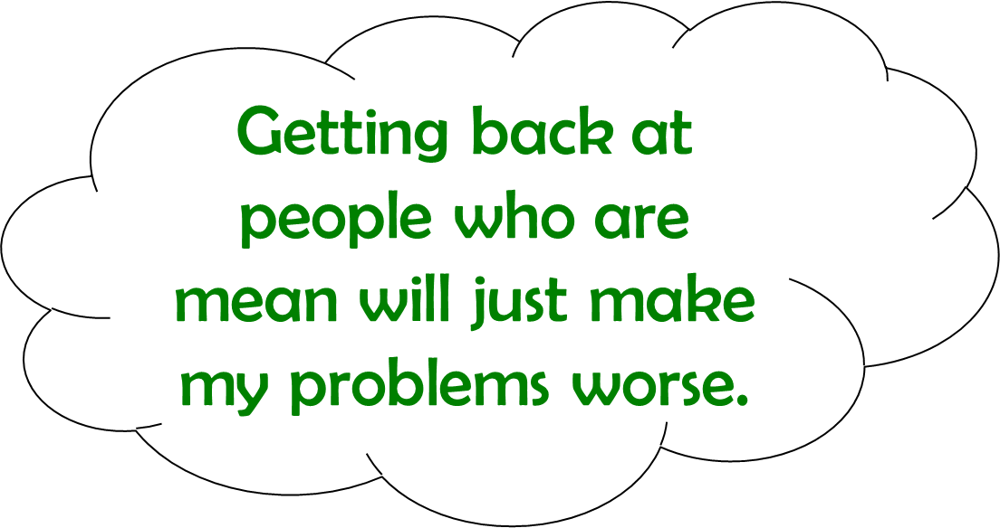 Getting back at
people who are
mean will just make
my problems worse.